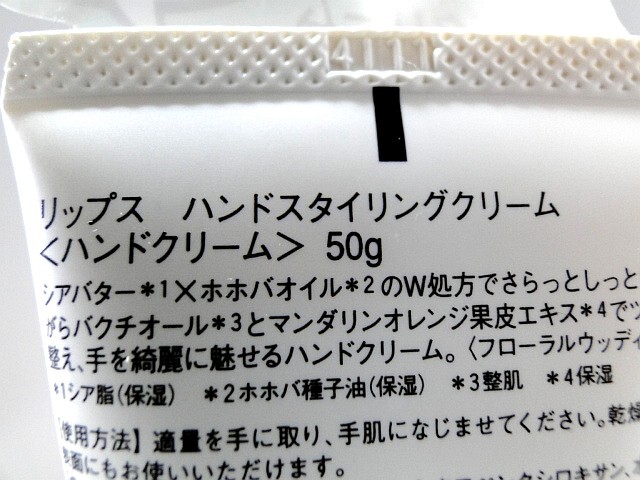 4111
リップス ハンドスタイリングクリーム
<ハンドクリーム> 50g
シアバター*1×ホホバオイル*2のW処方でさらっとしっと
がらバクチオール*3とマンダリンオレンジ果皮エキス*4でツ
整え、手を綺麗に魅せるハンドクリーム。〈フローラルウッディ
*1シア脂(保湿) *2ホホバ種子油(保湿) *3整肌 *4保湿
【使用方法】適量を手に取り、手肌になじませてください。乾燥
部面にもお使いいただけます。